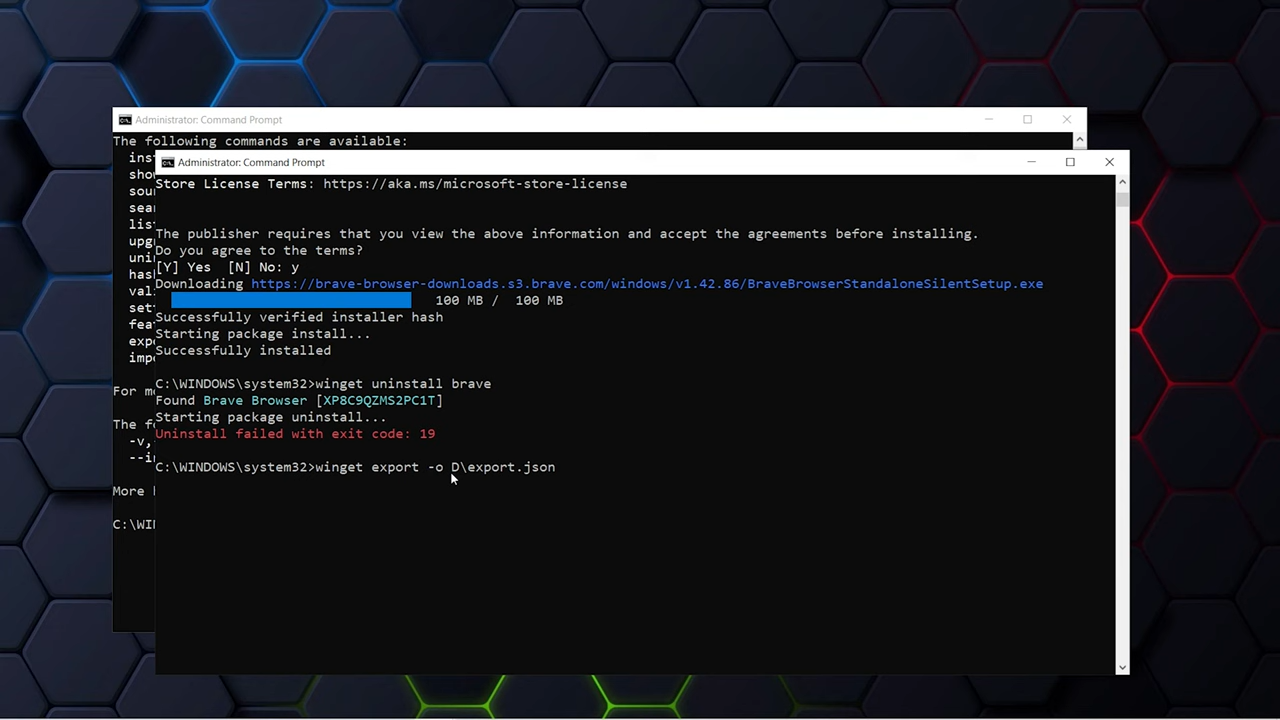 Administrator: Command Prompt
The following commands are available:
ins
sho
sou
sea
lis
upg
uni
has
val
set
fea
exp
imp
For m
The fo
-v,
--i
More
C:\WI
Administrator: Command Prompt
Store License Terms: https://aka.ms/microsoft-store-license
The publisher requires that you view the above information and accept the agreements before installing.
Do you agree to the terms?
[Y] Yes  [N] No: y
Downloading https://brave-browser-downloads.s3.brave.com/windows/v1.42.86/BraveBrowserStandaloneSilentSetup.exe
100 MB /  100 MB
Successfully verified installer hash
Starting package install...
Successfully installed
C:\WINDOWS\system32>winget uninstall brave
Found Brave Browser [XP8C9QZMS2PC1T]
Starting package uninstall...
Uninstall failed with exit code: 19
C:\WINDOWS\system32>winget export -o D\export.json